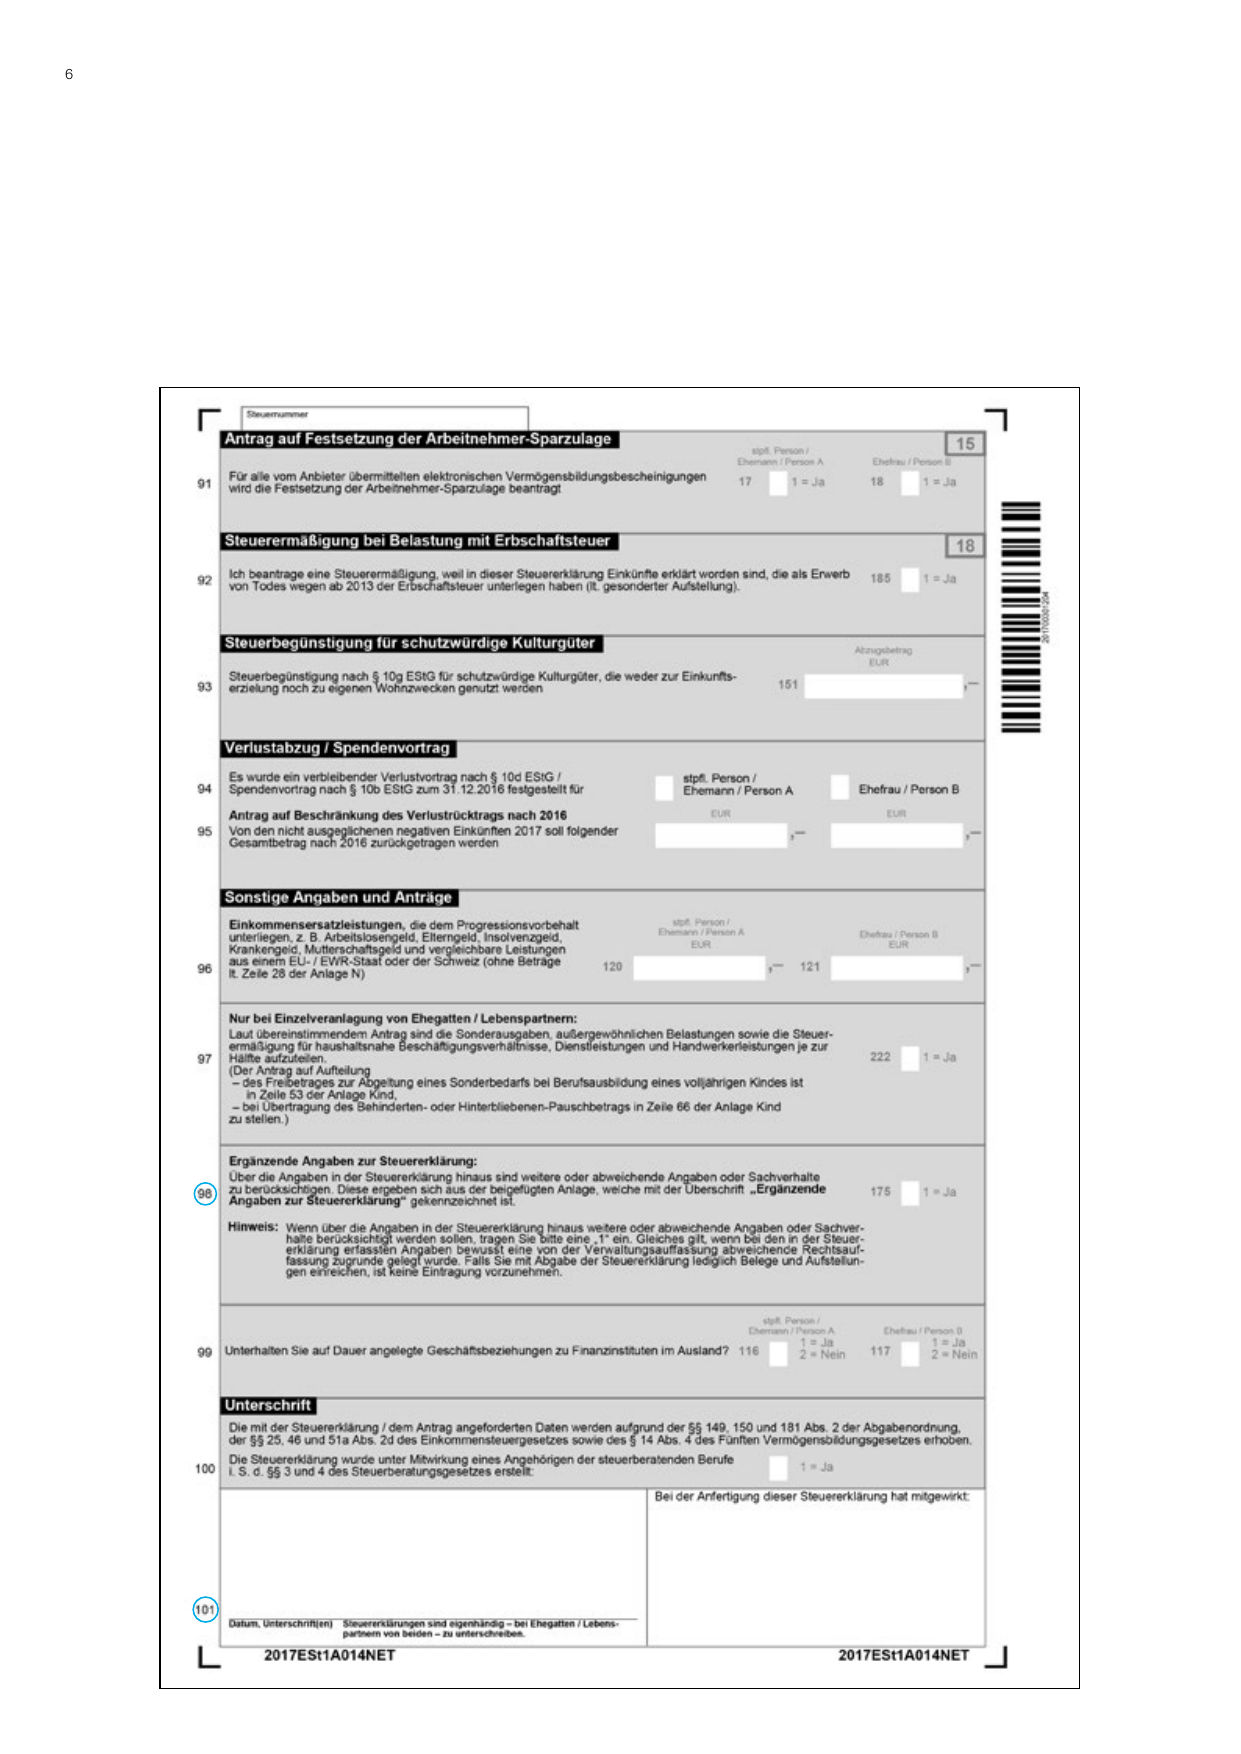 6
Steuernummer
Antrag auf Festsetzung der Arbeitnehmer-Sparzulage
15
stpfl. Person /
Ehemann / Person A
Ehefrau / Person B
91
Für alle vom Anbieter übermittelten elektronischen Vermögensbildungsbescheinigungen
wird die Festsetzung der Arbeitnehmer-Sparzulage beantragt
17
1 = Ja
18
1 = Ja
Steuerermäßigung bei Belastung mit Erbschaftsteuer
18
92
Ich beantrage eine Steuerermäßigung, weil in dieser Steuererklärung Einkünfte erklärt worden sind, die als Erwerb
von Todes wegen ab 2013 der Erbschaftsteuer unterlegen haben (lt. gesonderter Aufstellung).
185
1 = Ja
201700301204
Steuerbegünstigung für schutzwürdige Kulturgüter
Abzugsbetrag
EUR
93
Steuerbegünstigung nach § 10g EStG für schutzwürdige Kulturgüter, die weder zur Einkunfts-
erzielung noch zu eigenen Wohnzwecken genutzt werden
151
,—
Verlustabzug / Spendenvortrag
94
Es wurde ein verbleibender Verlustvortrag nach § 10d EStG /
Spendenvortrag nach § 10b EStG zum 31.12.2016 festgestellt für
stpfl. Person /
Ehemann / Person A
Ehefrau / Person B
Antrag auf Beschränkung des Verlustrücktrags nach 2016
EUR
EUR
95
Von den nicht ausgeglichenen negativen Einkünften 2017 soll folgender
Gesamtbetrag nach 2016 zurückgetragen werden
,—
,—
Sonstige Angaben und Anträge
stpfl. Person /
Ehemann / Person A
EUR
Ehefrau / Person B
EUR
Einkommensersatzleistungen, die dem Progressionsvorbehalt
unterliegen, z. B. Arbeitslosengeld, Elterngeld, Insolvenzgeld,
Krankengeld, Mutterschaftsgeld und vergleichbare Leistungen
aus einem EU- / EWR-Staat oder der Schweiz (ohne Beträge
lt. Zeile 28 der Anlage N)
96
120
,—
121
,—
Nur bei Einzelveranlagung von Ehegatten / Lebenspartnern:
97
Laut übereinstimmendem Antrag sind die Sonderausgaben, außergewöhnlichen Belastungen sowie die Steuer-
ermäßigung für haushaltsnahe Beschäftigungsverhältnisse, Dienstleistungen und Handwerkerleistungen je zur
Hälfte aufzuteilen.
(Der Antrag auf Aufteilung
– des Freibetrages zur Abgeltung eines Sonderbedarfs bei Berufsausbildung eines volljährigen Kindes ist
in Zeile 53 der Anlage Kind,
– bei Übertragung des Behinderten- oder Hinterbliebenen-Pauschbetrags in Zeile 66 der Anlage Kind
zu stellen.)
222
1 = Ja
Ergänzende Angaben zur Steuererklärung:
98
Über die Angaben in der Steuererklärung hinaus sind weitere oder abweichende Angaben oder Sachverhalte
zu berücksichtigen. Diese ergeben sich aus der beigefügten Anlage, welche mit der Überschrift „Ergänzende
Angaben zur Steuererklärung“ gekennzeichnet ist.
175
1 = Ja
Hinweis: Wenn über die Angaben in der Steuererklärung hinaus weitere oder abweichende Angaben oder Sachver-
halte berücksichtigt werden sollen, tragen Sie bitte eine „1“ ein. Gleiches gilt, wenn bei den in der Steuer-
erklärung erfassten Angaben bewusst eine von der Verwaltungsauffassung abweichende Rechtsauf-
fassung zugrunde gelegt wurde. Falls Sie mit Abgabe der Steuererklärung lediglich Belege und Aufstellun-
gen einreichen, ist keine Eintragung vorzunehmen.
stpfl. Person /
Ehemann / Person A
Ehefrau / Person B
99
Unterhalten Sie auf Dauer angelegte Geschäftsbeziehungen zu Finanzinstituten im Ausland?
116
1 = Ja
2 = Nein
117
1 = Ja
2 = Nein
Unterschrift
Die mit der Steuererklärung / dem Antrag angeforderten Daten werden aufgrund der §§ 149, 150 und 181 Abs. 2 der Abgabenordnung,
der §§ 25, 46 und 51a Abs. 2d des Einkommensteuergesetzes sowie des § 14 Abs. 4 des Fünften Vermögensbildungsgesetzes erhoben.
100
Die Steuererklärung wurde unter Mitwirkung eines Angehörigen der steuerberatenden Berufe
i. S. d. §§ 3 und 4 des Steuerberatungsgesetzes erstellt:
1 = Ja
Bei der Anfertigung dieser Steuererklärung hat mitgewirkt:
101
Datum, Unterschrift(en) Steuererklärungen sind eigenhändig – bei Ehegatten / Lebens-
partnern von beiden – zu unterschreiben.
2017ESt1A014NET
2017ESt1A014NET